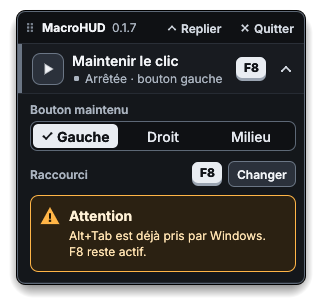 MacroHUD 0.1.7 Replier Quitter
Maintenir le clic
Arrêtée · bouton gauche
F8
Bouton maintenu
Gauche Droit Milieu
Raccourci F8 Changer
Attention
Alt+Tab est déjà pris par Windows.
F8 reste actif.